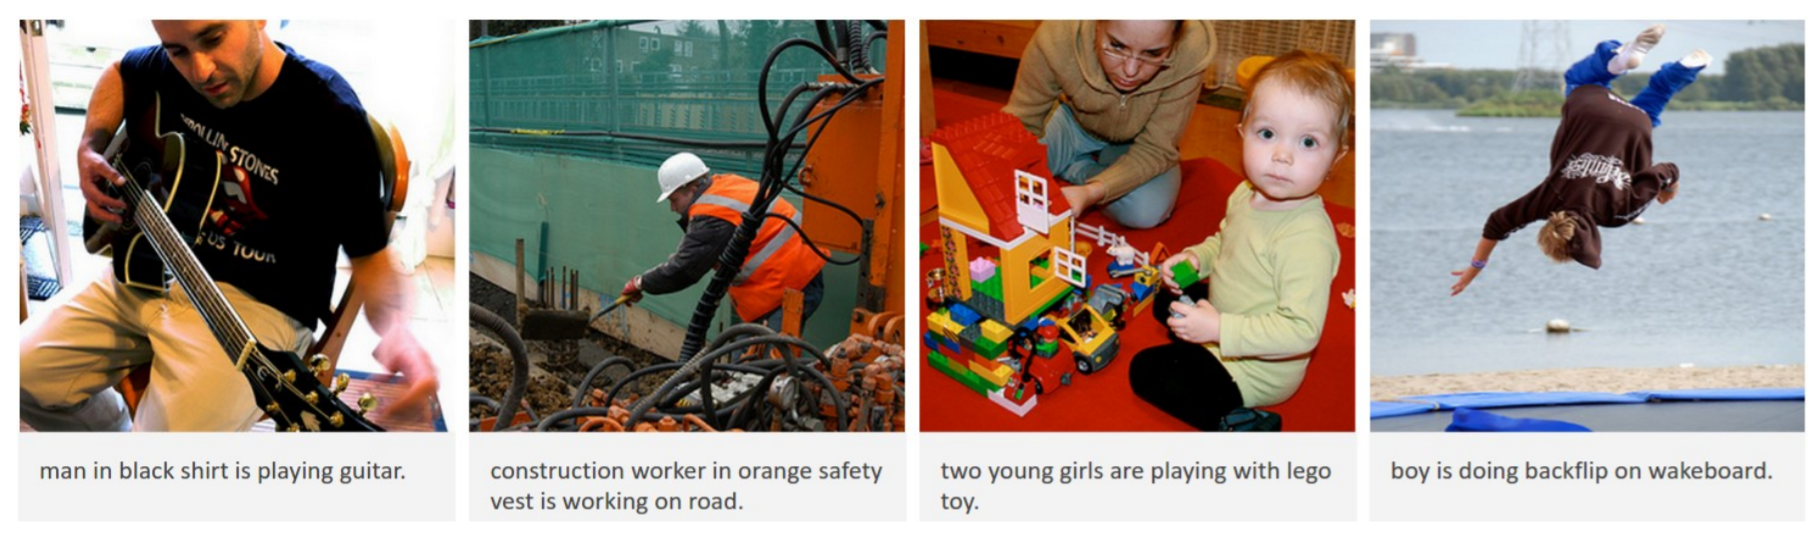 ROLLIN
STONES
US TOUR
man in black shirt is playing guitar.
construction worker in orange safety
vest is working on road.
two young girls are playing with lego
toy.
boy is doing backflip on wakeboard.